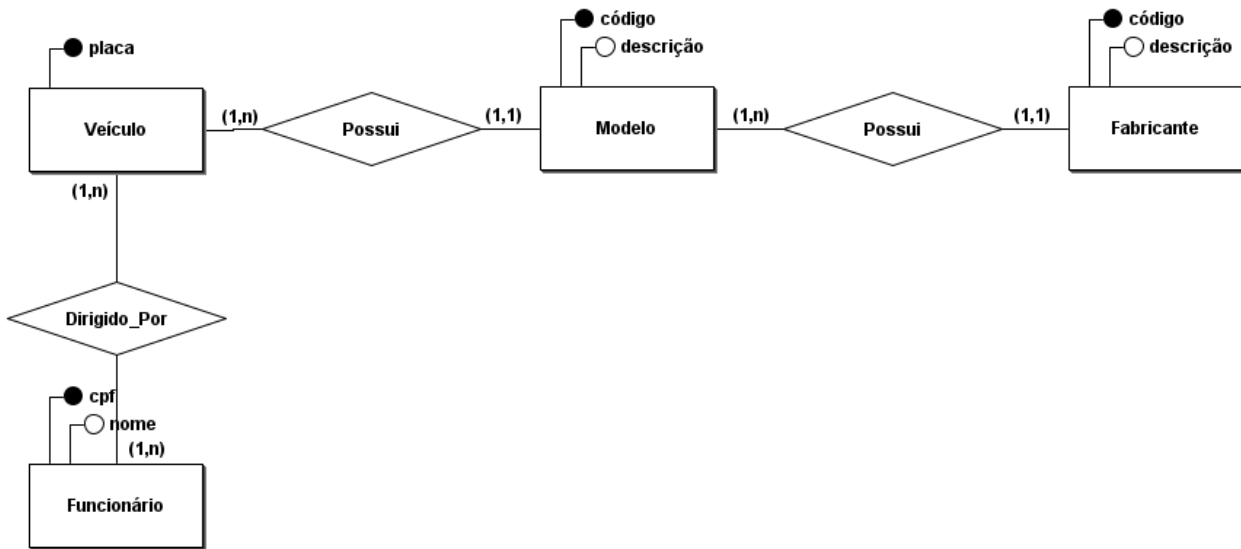 código
código
descrição
descrição
placa
(1,n)
(1,1)
(1,n)
(1,1)
Veículo
Possui
Modelo
Possui
Fabricante
(1,n)
Dirigido_Por
cpf
nome
(1,n)
Funcionário